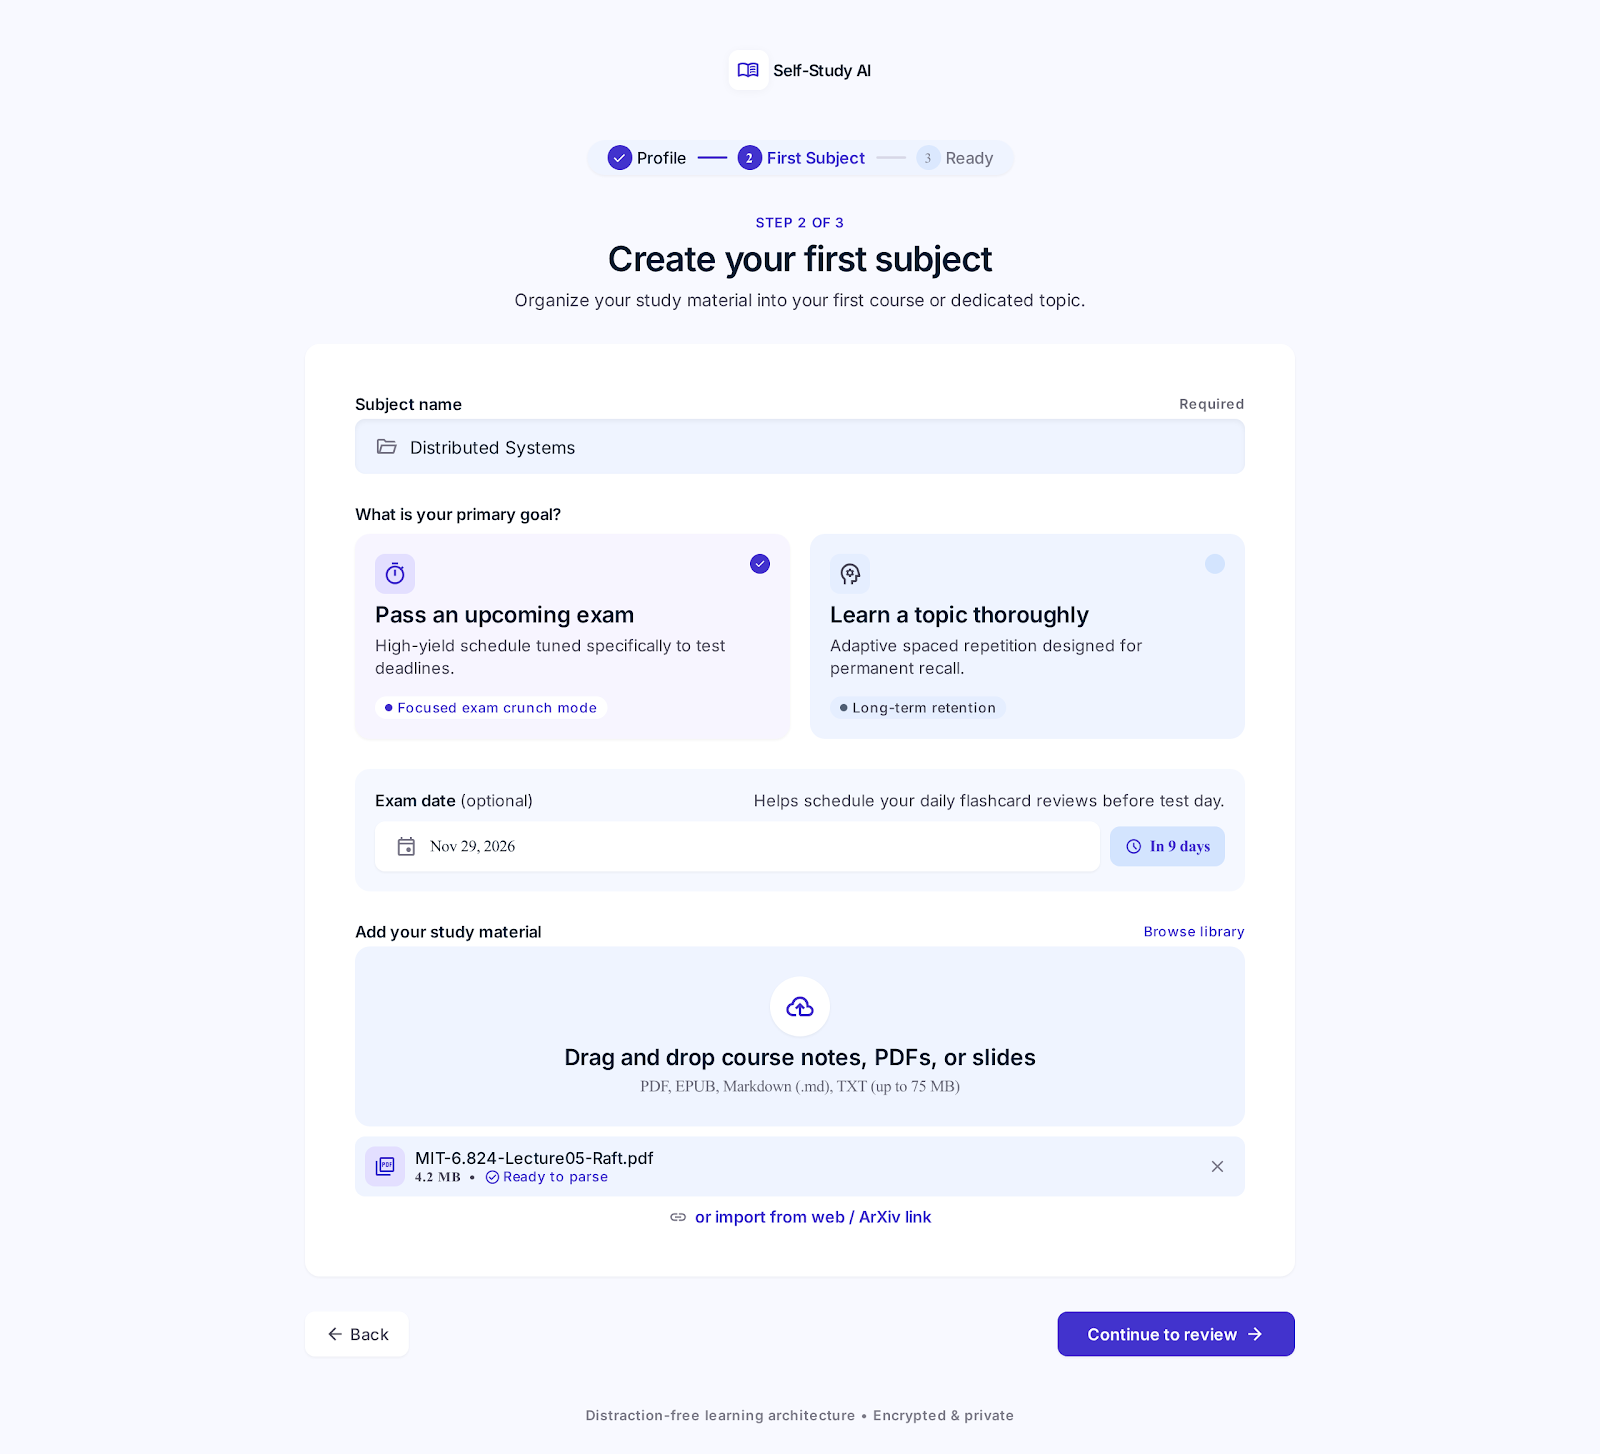 Self-Study AI
Profile
2 First Subject
3 Ready
STEP 2 OF 3
Create your first subject
Organize your study material into your first course or dedicated topic.
Subject name
Required
Distributed Systems
What is your primary goal?
Pass an upcoming exam
High-yield schedule tuned specifically to test
deadlines.
Focused exam crunch mode
Learn a topic thoroughly
Adaptive spaced repetition designed for
permanent recall.
Long-term retention
Exam date (optional)
Helps schedule your daily flashcard reviews before test day.
Nov 29, 2026
In 9 days
Add your study material
Browse library
Drag and drop course notes, PDFs, or slides
PDF, EPUB, Markdown (.md), TXT (up to 75 MB)
PDF
MIT-6.824-Lecture05-Raft.pdf
4.2 MB • Ready to parse
or import from web / ArXiv link
Back
Continue to review
Distraction-free learning architecture • Encrypted & private